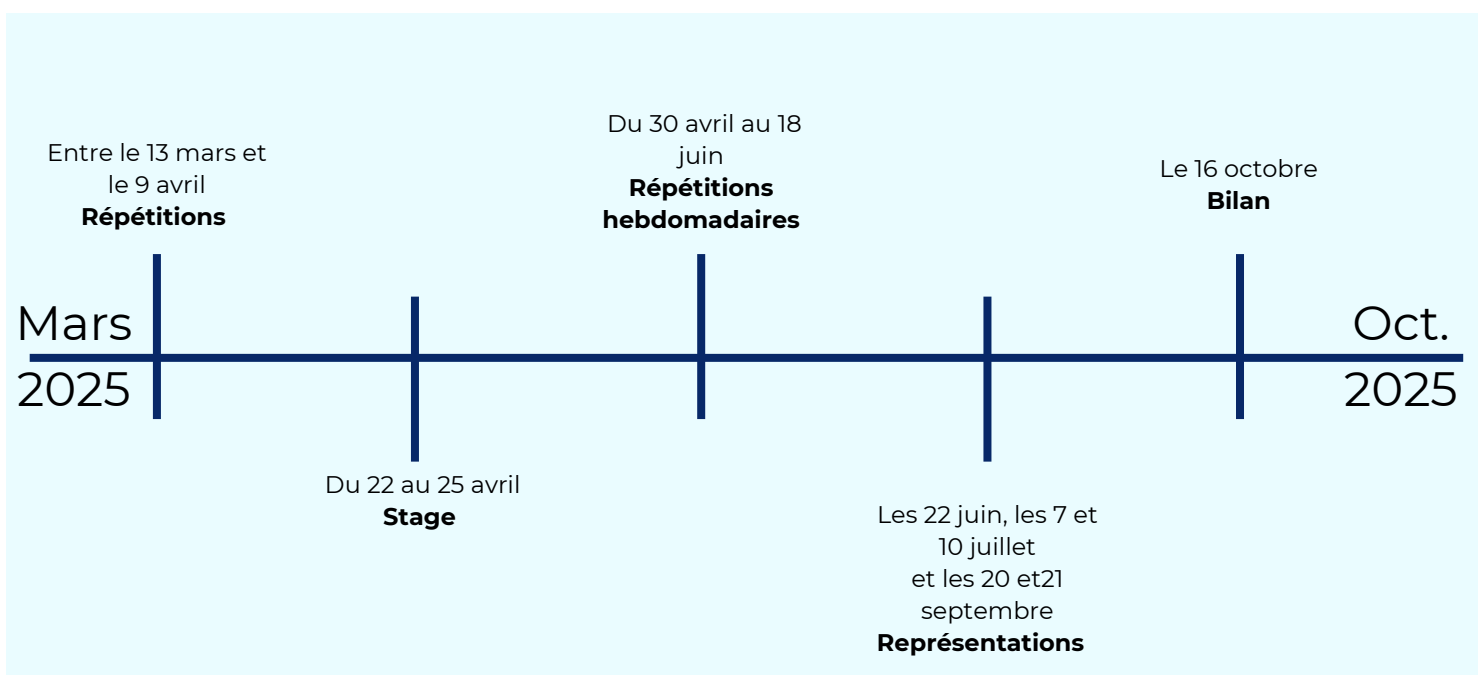 Entre le 13 mars et
le 9 avril
Répétitions
Du 30 avril au 18
juin
Répétitions
hebdomadaires
Le 16 octobre
Bilan
Mars
2025
Oct.
2025
Du 22 au 25 avril
Stage
Les 22 juin, les 7 et
10 juillet
et les 20 et21
septembre
Représentations